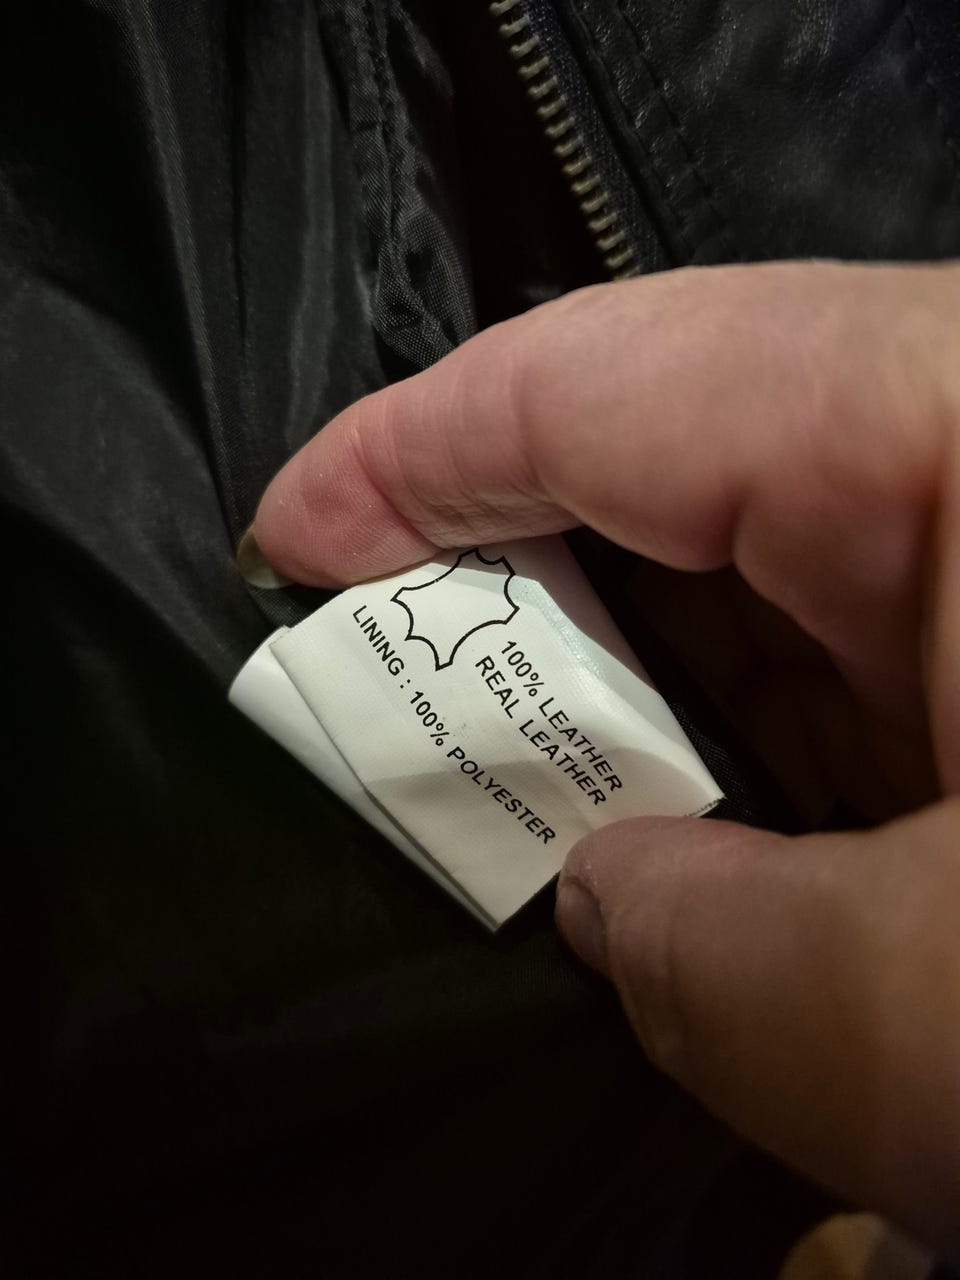 100% LEATHER
REAL LEATHER
LINING : 100% POLYESTER